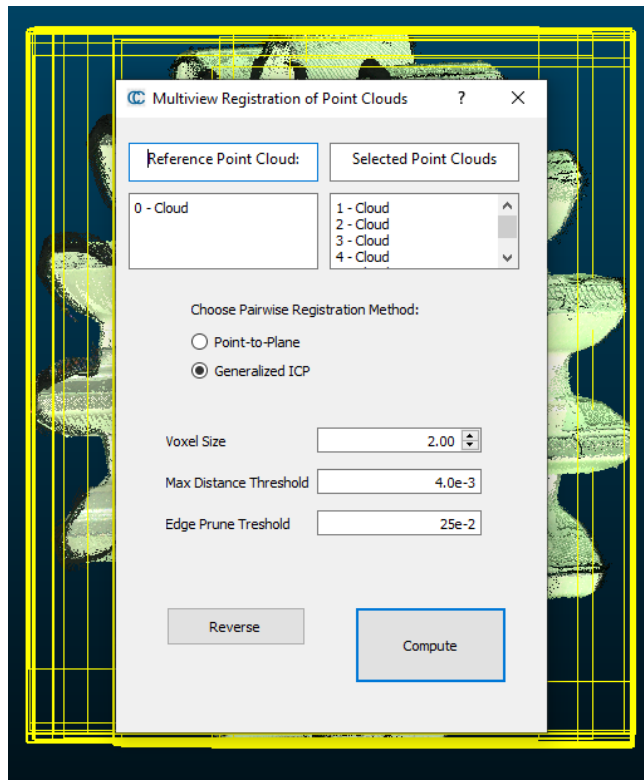 Multiview Registration of Point Clouds ? ×
Reference Point Cloud:
Selected Point Clouds
0 - Cloud
1 - Cloud
2 - Cloud
3 - Cloud
4 - Cloud
Choose Pairwise Registration Method:
Point-to-Plane
Generalized ICP
Voxel Size 2.00
Max Distance Threshold 4.0e-3
Edge Prune Treshold 25e-2
Reverse
Compute